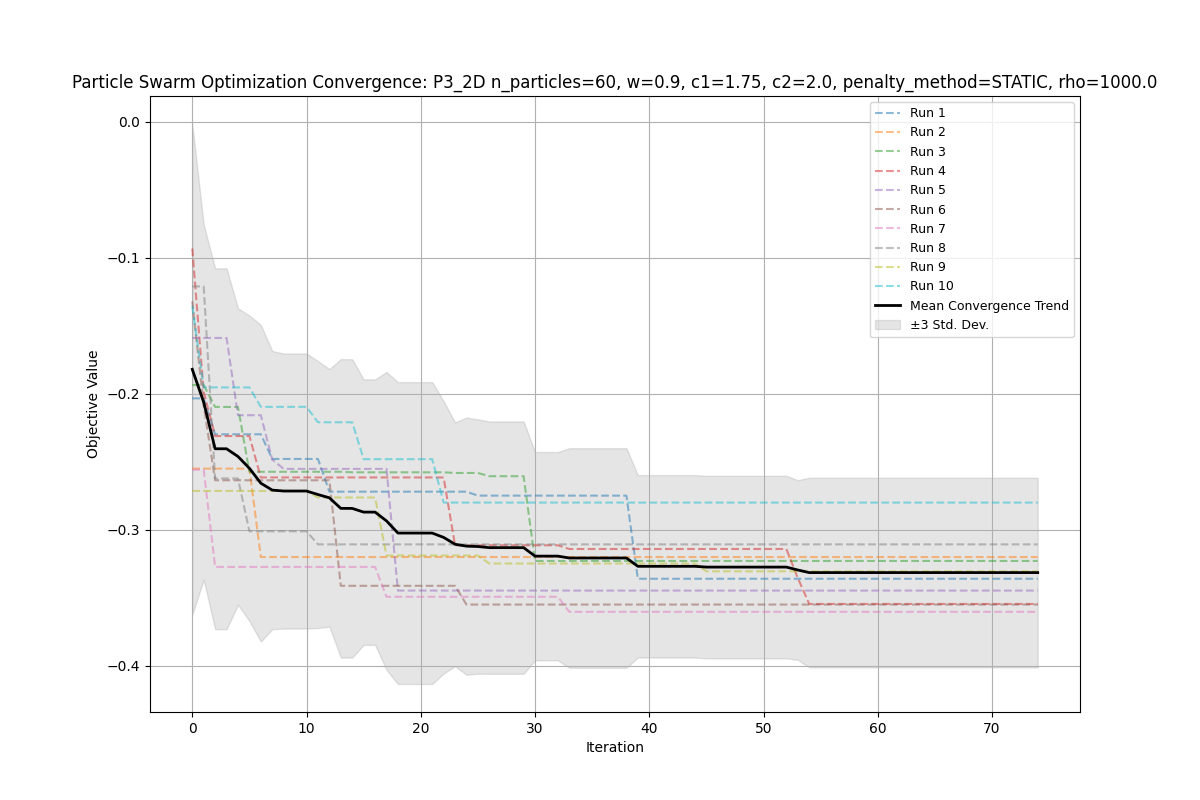 Particle Swarm Optimization Convergence: P3_2D n_particles=60, w=0.9, c1=1.75, c2=2.0, penalty_method=STATIC, rho=1000.0
Objective Value
0.0
−0.1
−0.2
−0.3
−0.4
Run 1
Run 2
Run 3
Run 4
Run 5
Run 6
Run 7
Run 8
Run 9
Run 10
Mean Convergence Trend
±3 Std. Dev.
0 10 20 30 40 50 60 70
Iteration